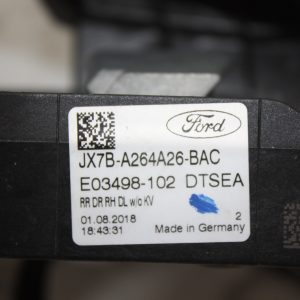 Ford
JX7B-A264A26-BAC
E03498-102 DTSEA
RR DR RH DL w/o KV
01.08.2018 2
18:43:31 Made in Germany